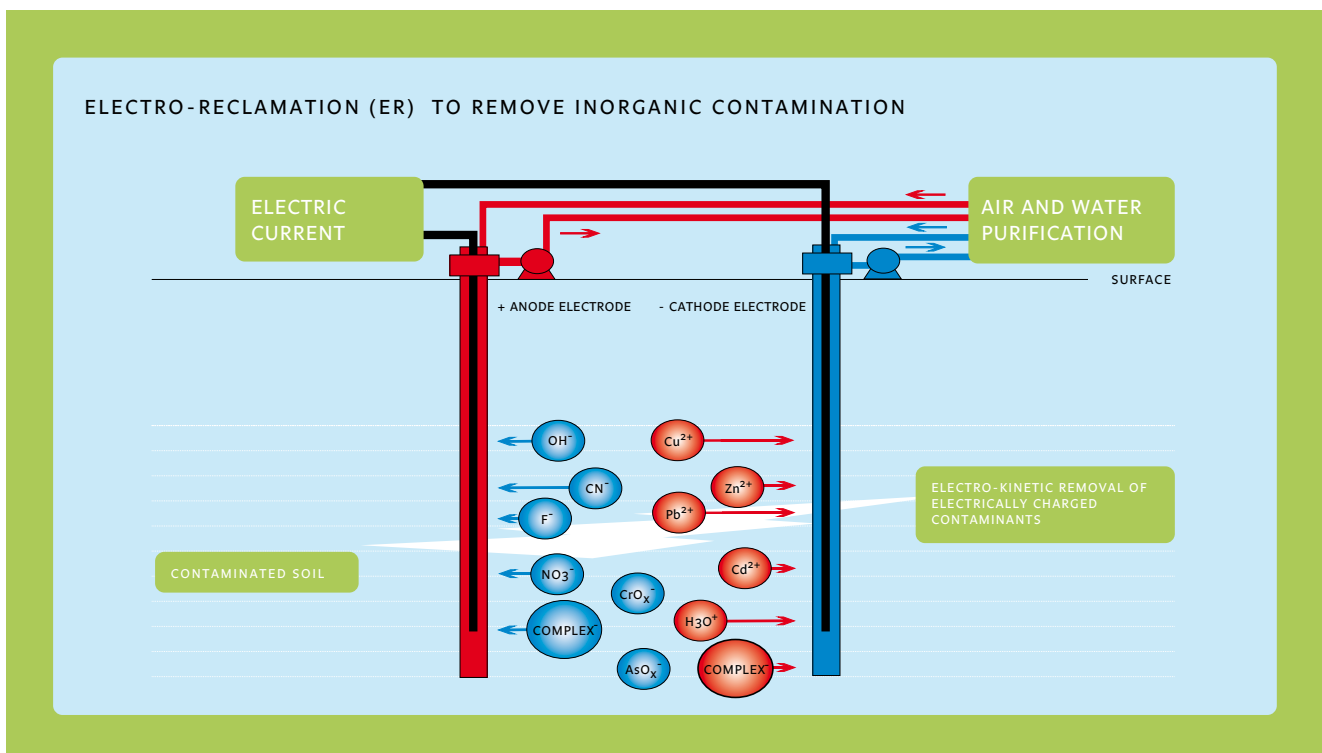 ELECTRO-RECLAMATION (ER) TO REMOVE INORGANIC CONTAMINATION
ELECTRIC
CURRENT
AIR AND WATER
PURIFICATION
SURFACE
+ ANODE ELECTRODE
- CATHODE ELECTRODE
OH⁻
Cu²⁺
CN⁻
Zn²⁺
F⁻
Pb²⁺
ELECTRO-KINETIC REMOVAL OF
ELECTRICALLY CHARGED
CONTAMINANTS
CONTAMINATED SOIL
NO3⁻
Cd²⁺
CrOₓ⁻
H3O⁺
COMPLEX⁻
AsOₓ⁻
COMPLEX⁻